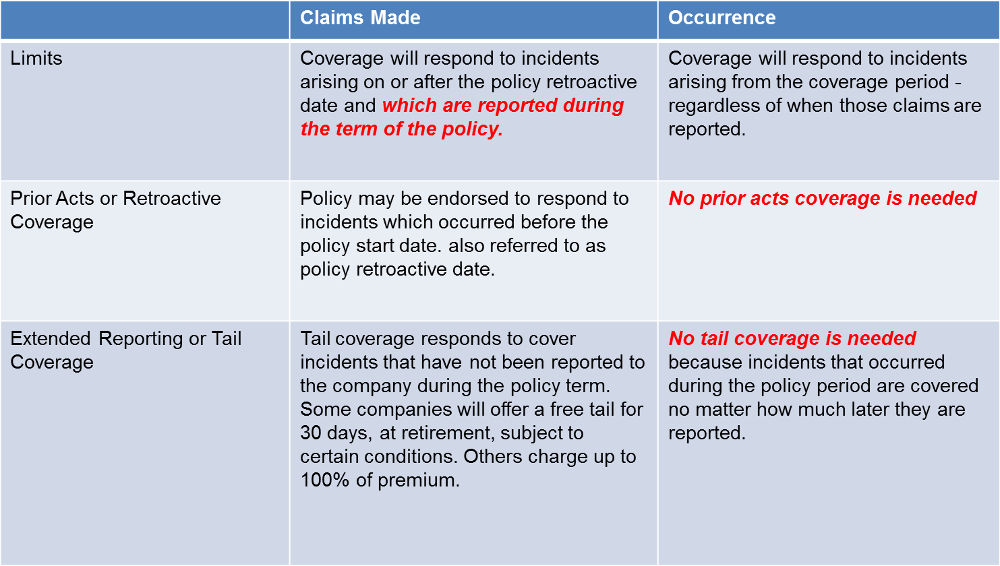 Claims Made
Occurrence
Limits
Coverage will respond to incidents
arising on or after the policy retroactive
date and which are reported during
the term of the policy.
Coverage will respond to incidents
arising from the coverage period -
regardless of when those claims are
reported.
Prior Acts or Retroactive
Coverage
Policy may be endorsed to respond to
incidents which occurred before the
policy start date. also referred to as
policy retroactive date.
No prior acts coverage is needed
Extended Reporting or Tail
Coverage
Tail coverage responds to cover
incidents that have not been reported to
the company during the policy term.
Some companies will offer a free tail for
30 days, at retirement, subject to
certain conditions. Others charge up to
100% of premium.
No tail coverage is needed
because incidents that occurred
during the policy period are covered
no matter how much later they are
reported.